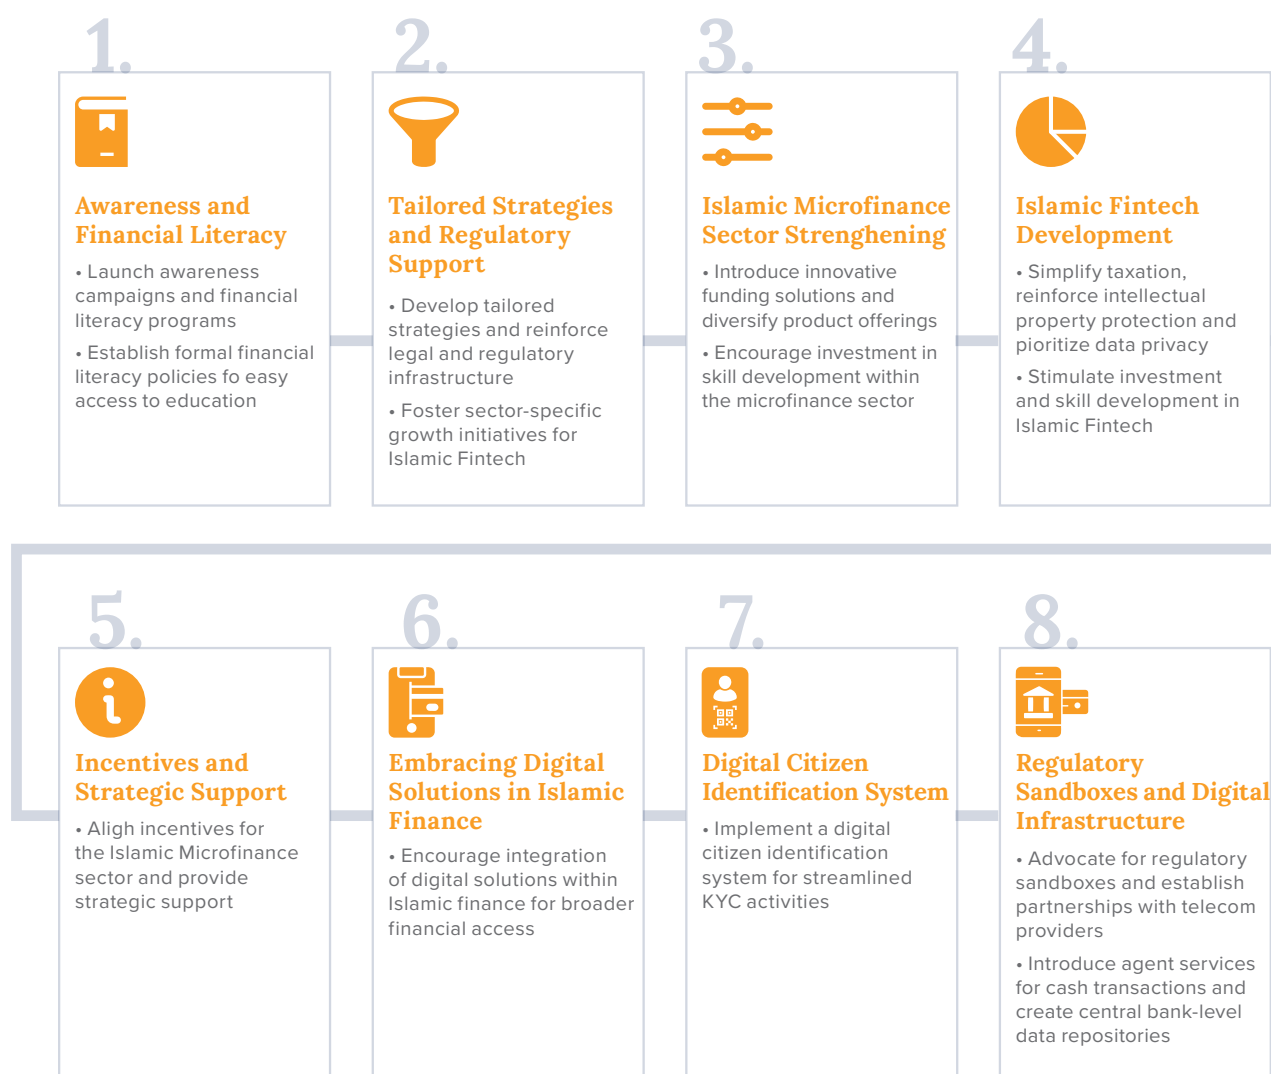 1.
Awareness and
Financial Literacy
• Launch awareness
campaigns and financial
literacy programs
• Establish formal financial
literacy policies fo easy
access to education
2.
Tailored Strategies
and Regulatory
Support
• Develop tailored
strategies and reinforce
legal and regulatory
infrastructure
• Foster sector-specific
growth initiatives for
Islamic Fintech
3.
Islamic Microfinance
Sector Strenghening
• Introduce innovative
funding solutions and
diversify product offerings
• Encourage investment in
skill development within
the microfinance sector
4.
Islamic Fintech
Development
• Simplify taxation,
reinforce intellectual
property protection and
pioritize data privacy
• Stimulate investment
and skill development in
Islamic Fintech
5.
Incentives and
Strategic Support
• Aligh incentives for
the Islamic Microfinance
sector and provide
strategic support
6.
Embracing Digital
Solutions in Islamic
Finance
• Encourage integration
of digital solutions within
Islamic finance for broader
financial access
7.
Digital Citizen
Identification System
• Implement a digital
citizen identification
system for streamlined
KYC activities
8.
Regulatory
Sandboxes and Digital
Infrastructure
• Advocate for regulatory
sandboxes and establish
partnerships with telecom
providers
• Introduce agent services
for cash transactions and
create central bank-level
data repositories